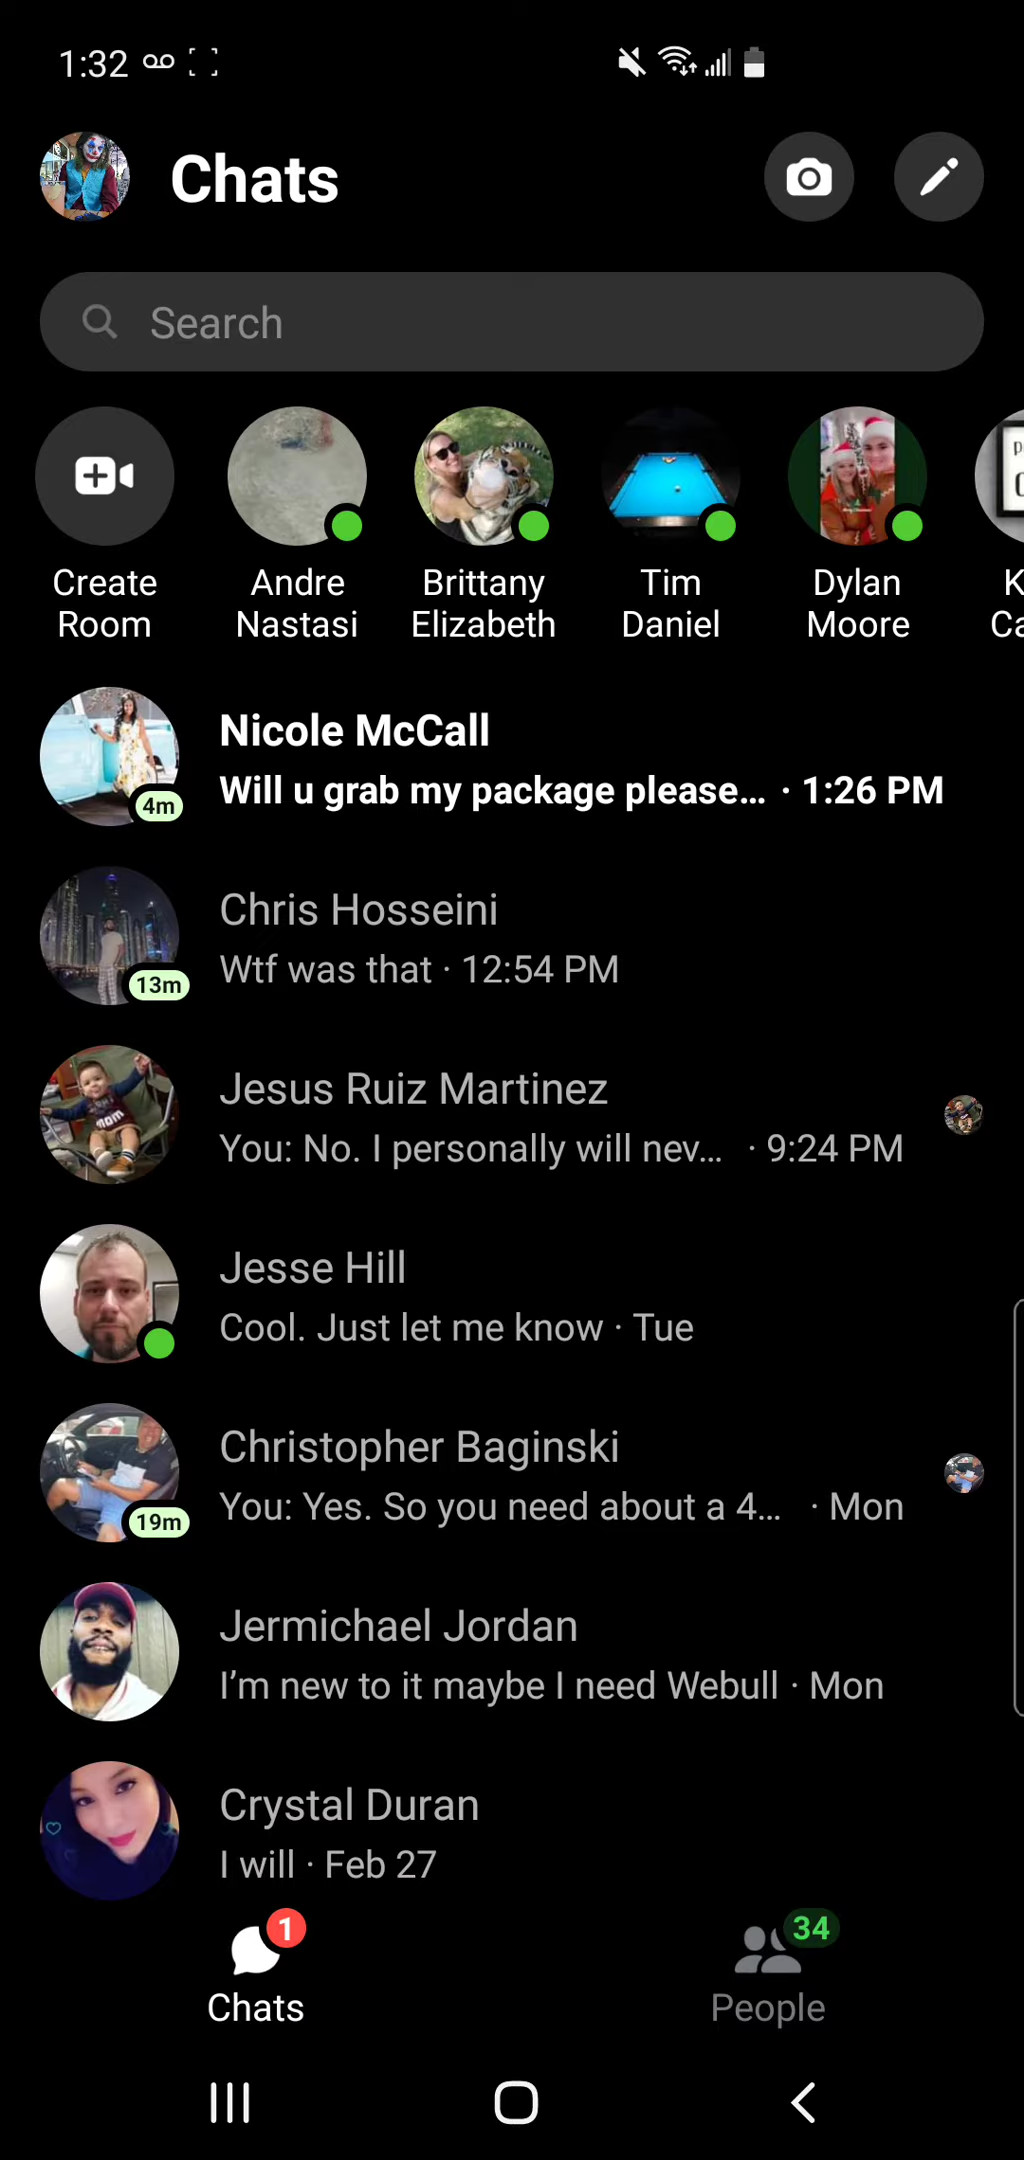 1:32
Chats
Search
Create Room
Andre Nastasi
Brittany Elizabeth
Tim Daniel
Dylan Moore
Nicole McCall
Will u grab my package please... · 1:26 PM
4m
Chris Hosseini
Wtf was that · 12:54 PM
13m
Jesus Ruiz Martinez
You: No. I personally will nev... · 9:24 PM
Jesse Hill
Cool. Just let me know · Tue
Christopher Baginski
You: Yes. So you need about a 4... · Mon
19m
Jermichael Jordan
I’m new to it maybe I need Webull · Mon
Crystal Duran
I will · Feb 27
1
34
Chats
People